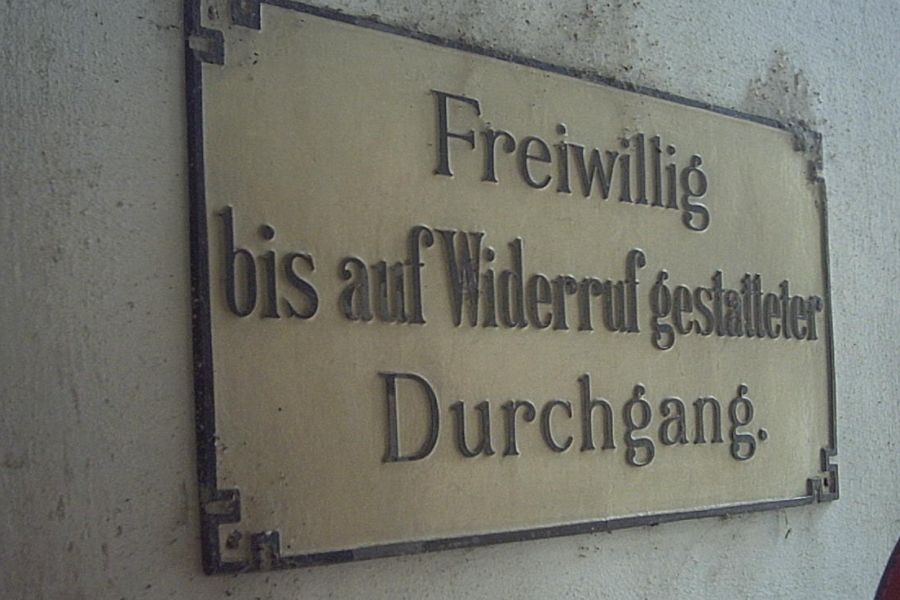 Freiwillig
bis auf Widerruf gestatteter
Durchgang.